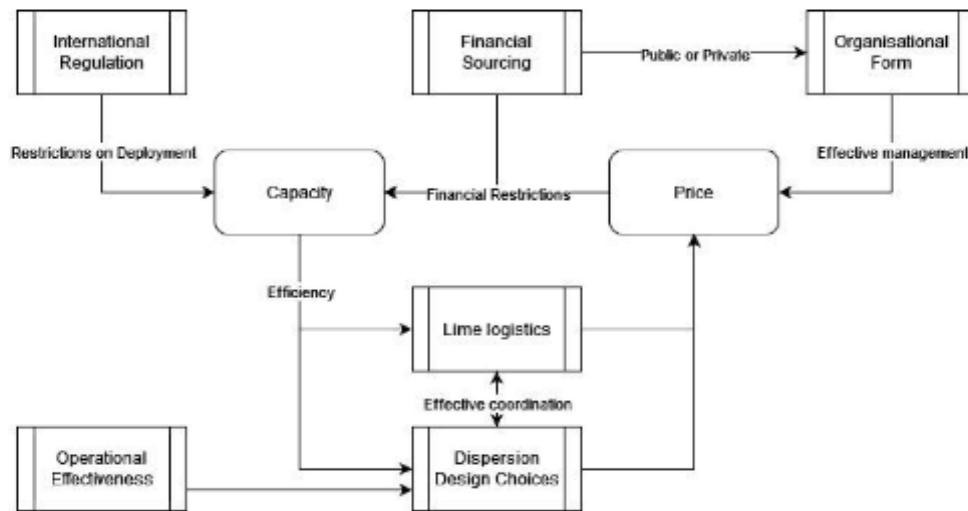 International
Regulation
Financial
Sourcing
Public or Private
Organisational
Form
Restrictions on Deployment
Effective management
Capacity
Financial Restrictions
Price
Efficiency
Lime logistics
Effective coordination
Operational
Effectiveness
Dispersion
Design Choices